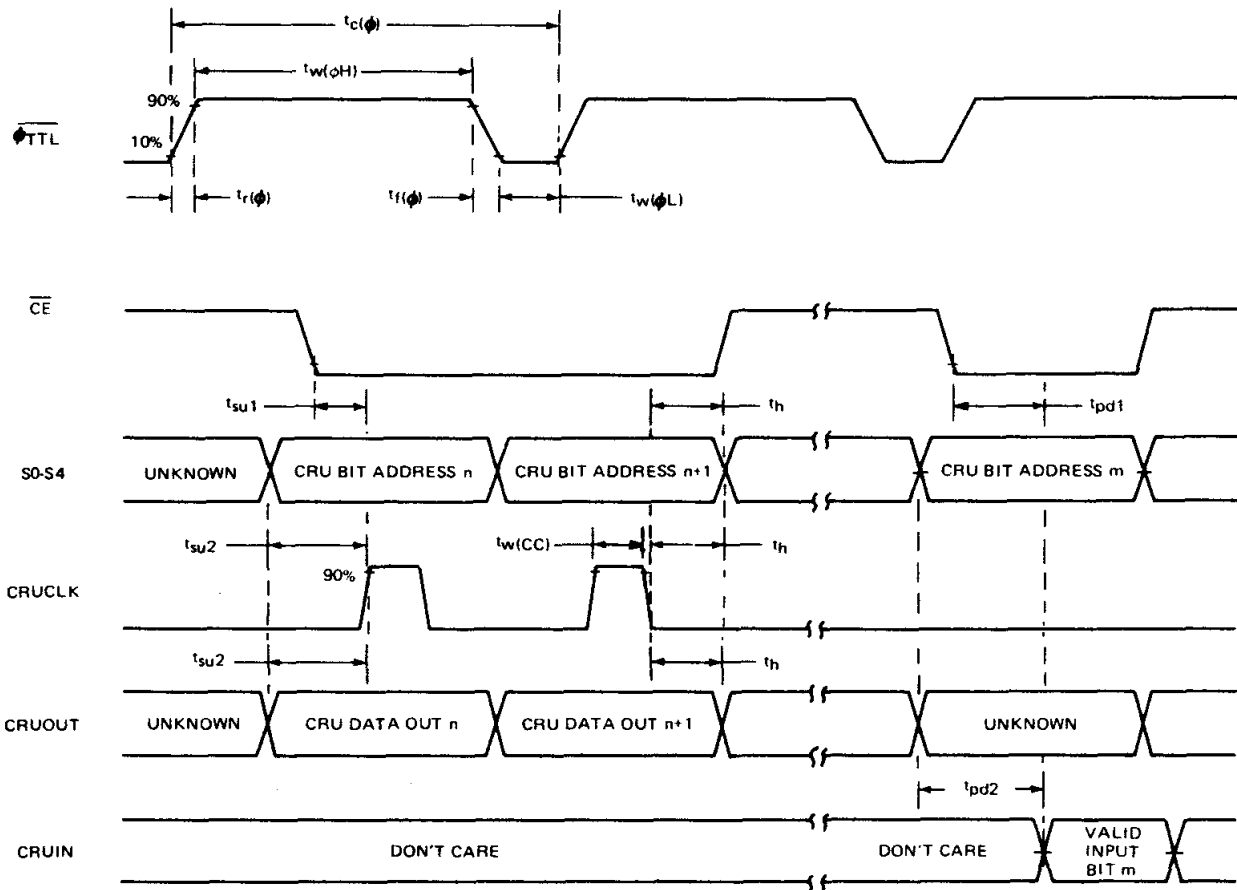 tc(ϕ)
tw(ϕH)
90%
ϕTTL
10%
tr(ϕ)
tf(ϕ)
tw(ϕL)
CE
tsu1
th
tpd1
S0-S4
UNKNOWN
CRU BIT ADDRESS n
CRU BIT ADDRESS n+1
CRU BIT ADDRESS m
tsu2
tw(CC)
th
90%
CRUCLK
tsu2
th
CRUOUT
UNKNOWN
CRU DATA OUT n
CRU DATA OUT n+1
UNKNOWN
tpd2
CRUIN
DON'T CARE
DON'T CARE
VALID
INPUT
BIT m